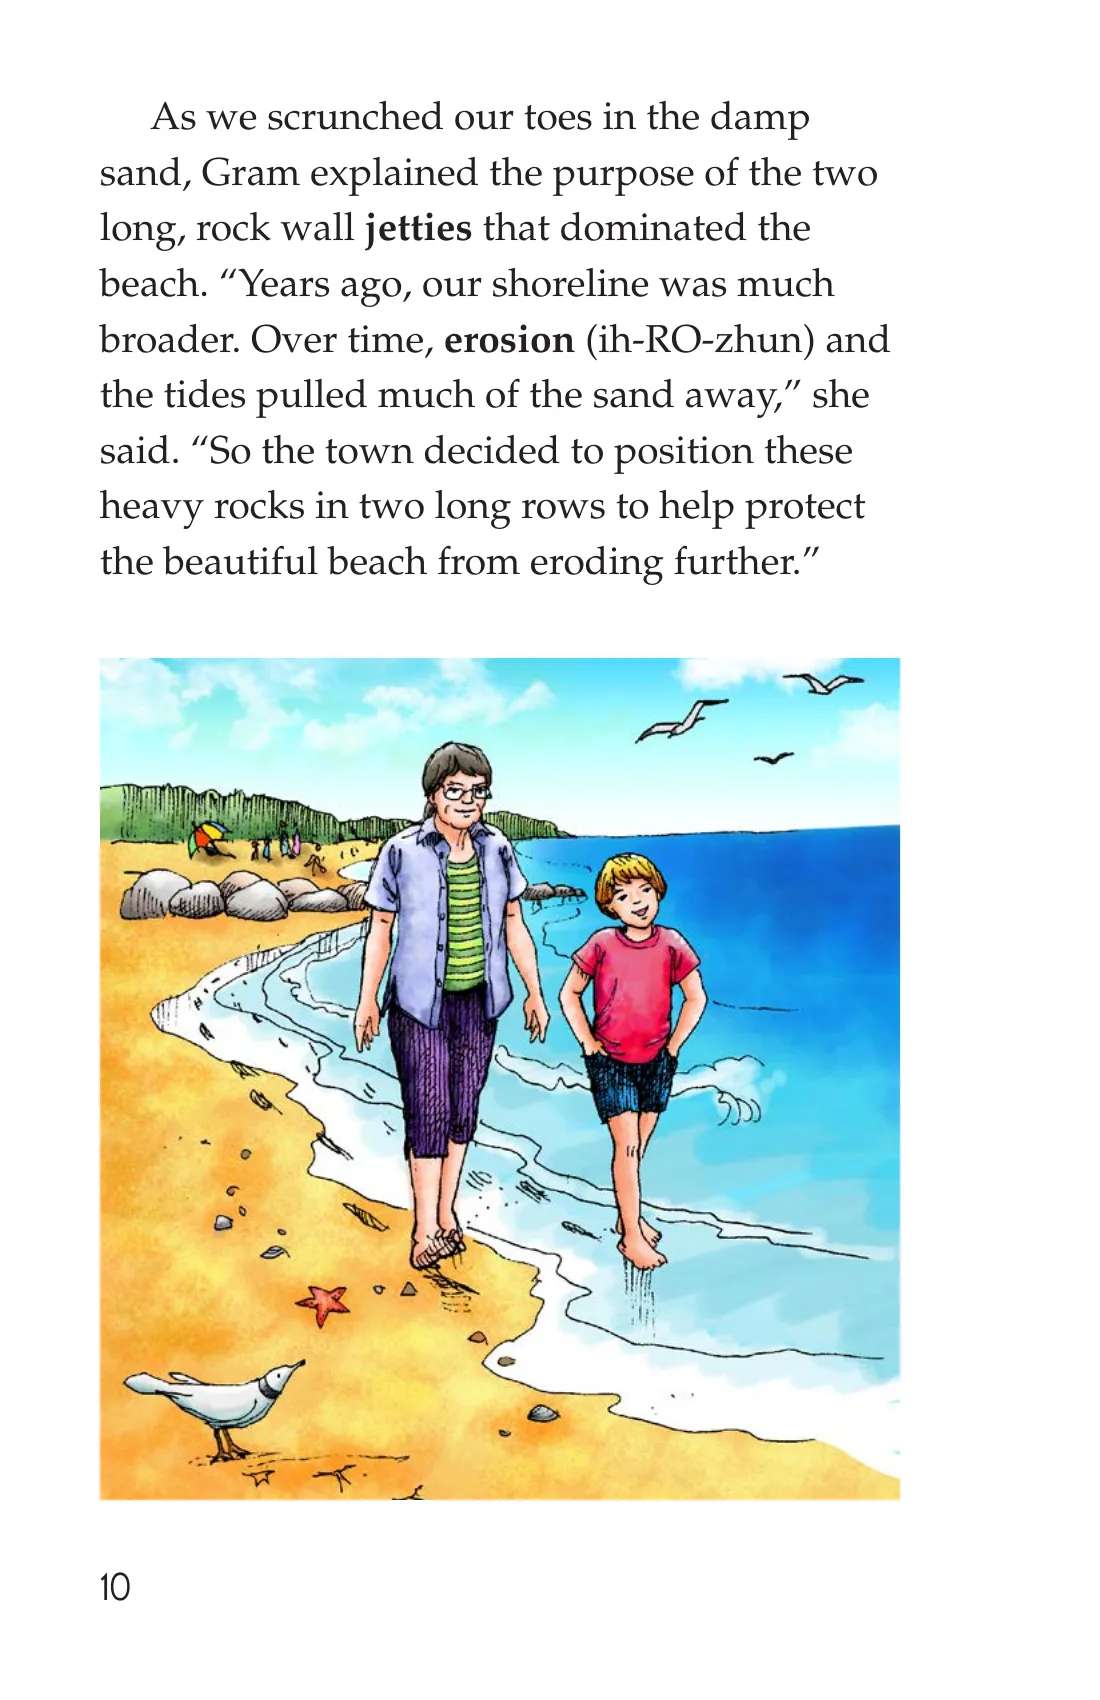 As we scrunched our toes in the damp
sand, Gram explained the purpose of the two
long, rock wall jetties that dominated the
beach. “Years ago, our shoreline was much
broader. Over time, erosion (ih-RO-zhun) and
the tides pulled much of the sand away,” she
said. “So the town decided to position these
heavy rocks in two long rows to help protect
the beautiful beach from eroding further.”
10